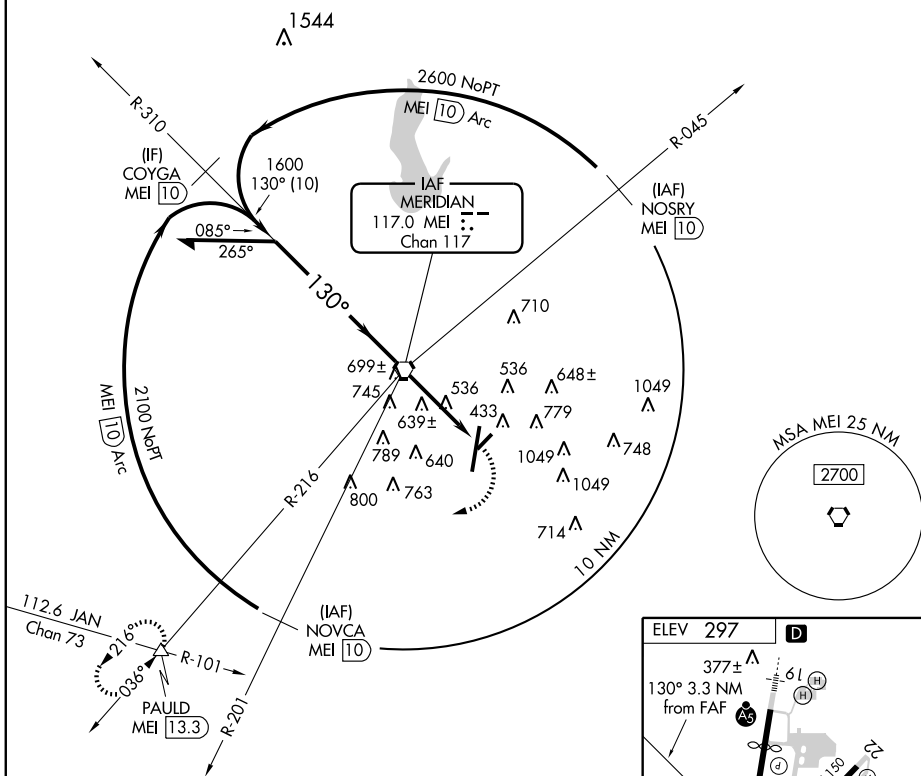 1544
2600 NoPT
MEI 10 Arc
R-310
R-045
(IF)
COYGA
MEI 10
1600
130° (10)
IAF
MERIDIAN
117.0 MEI
Chan 117
(IAF)
NOSRY
MEI 10
085°
265°
130°
710
699±
536
648±
745
536
1049
639±
433
779
2100 NoPT
MEI 10 Arc
789
640
1049
748
MSA MEI 25 NM
2700
R-216
800
763
1049
714
10 NM
112.6 JAN
Chan 73
216°
036°
R-101
(IAF)
NOVCA
MEI 10
PAULD
MEI 13.3
R-201
ELEV 297
D
377±
19
H
H
130° 3.3 NM
from FAF
A5
P
22
150